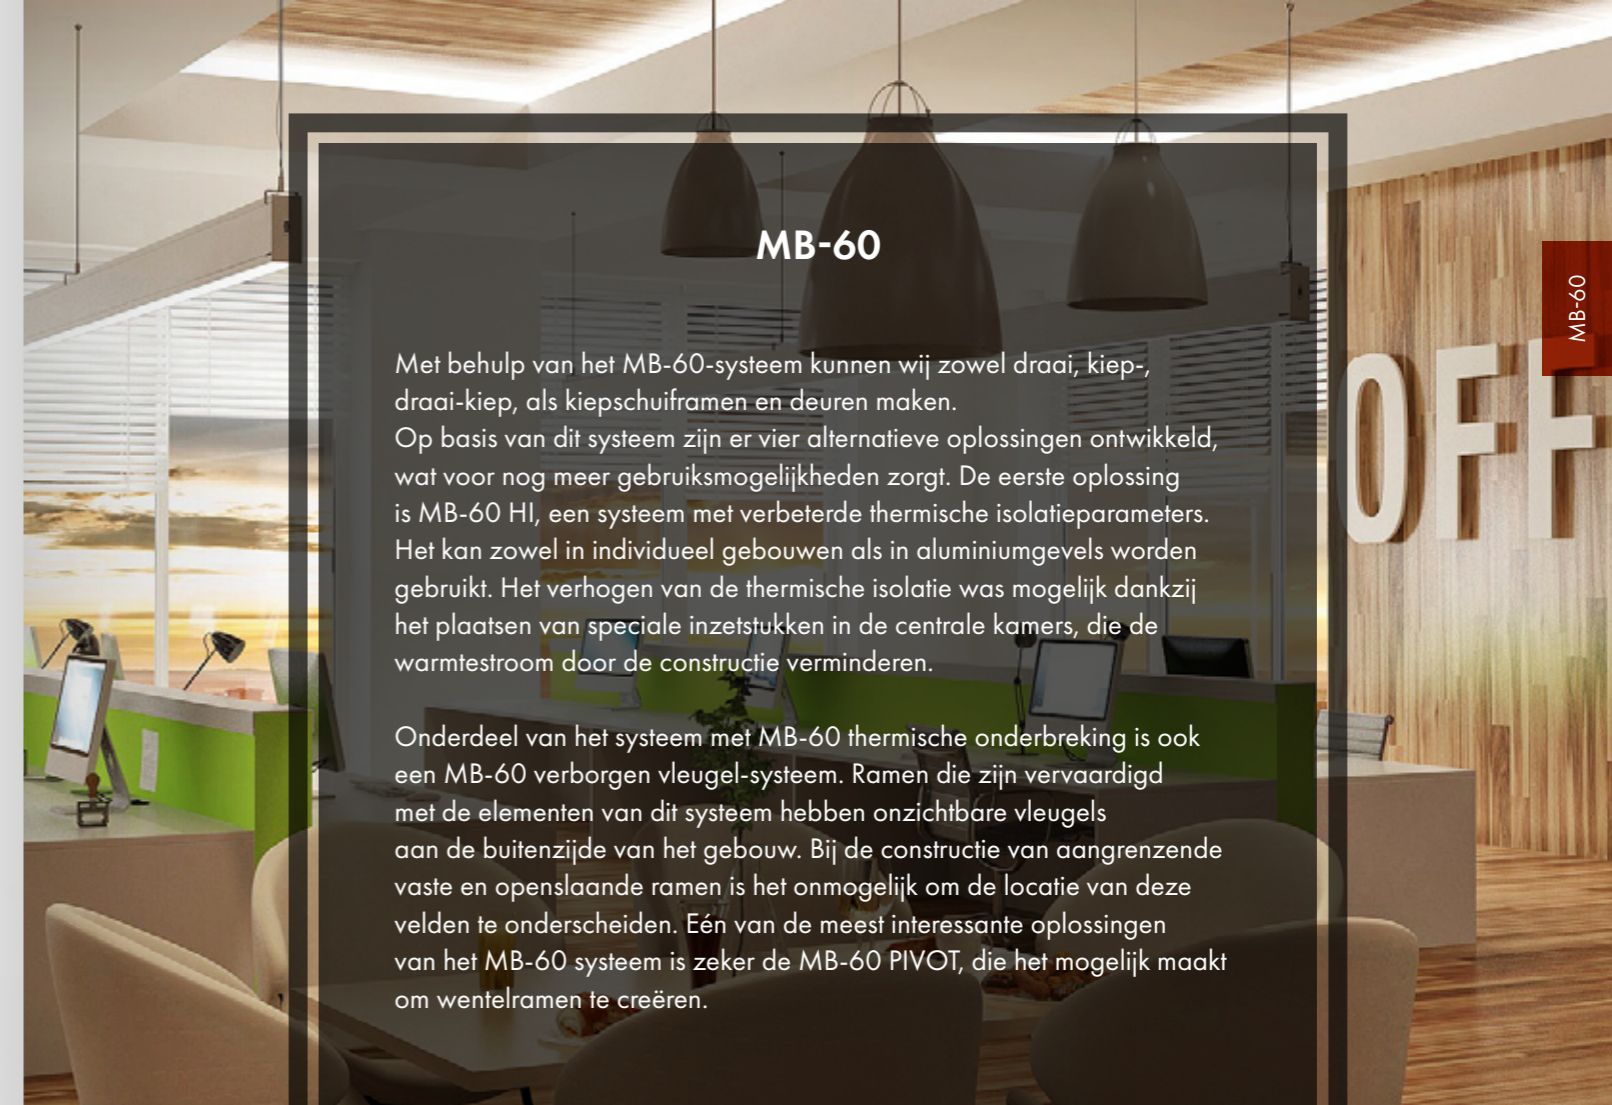 MB-60
MB-60
OFF
Met behulp van het MB-60-systeem kunnen wij zowel draai, kiep-,
draai-kiep, als kiepschuiframen en deuren maken.
Op basis van dit systeem zijn er vier alternatieve oplossingen ontwikkeld,
wat voor nog meer gebruiksmogelijkheden zorgt. De eerste oplossing
is MB-60 HI, een systeem met verbeterde thermische isolatieparameters.
Het kan zowel in individueel gebouwen als in aluminiumgevels worden
gebruikt. Het verhogen van de thermische isolatie was mogelijk dankzij
het plaatsen van speciale inzetstukken in de centrale kamers, die de
warmtestroom door de constructie verminderen.
Onderdeel van het systeem met MB-60 thermische onderbreking is ook
een MB-60 verborgen vleugel-systeem. Ramen die zijn vervaardigd
met de elementen van dit systeem hebben onzichtbare vleugels
aan de buitenzijde van het gebouw. Bij de constructie van aangrenzende
vaste en openslaande ramen is het onmogelijk om de locatie van deze
velden te onderscheiden. Eén van de meest interessante oplossingen
van het MB-60 systeem is zeker de MB-60 PIVOT, die het mogelijk maakt
om wentelramen te creëren.